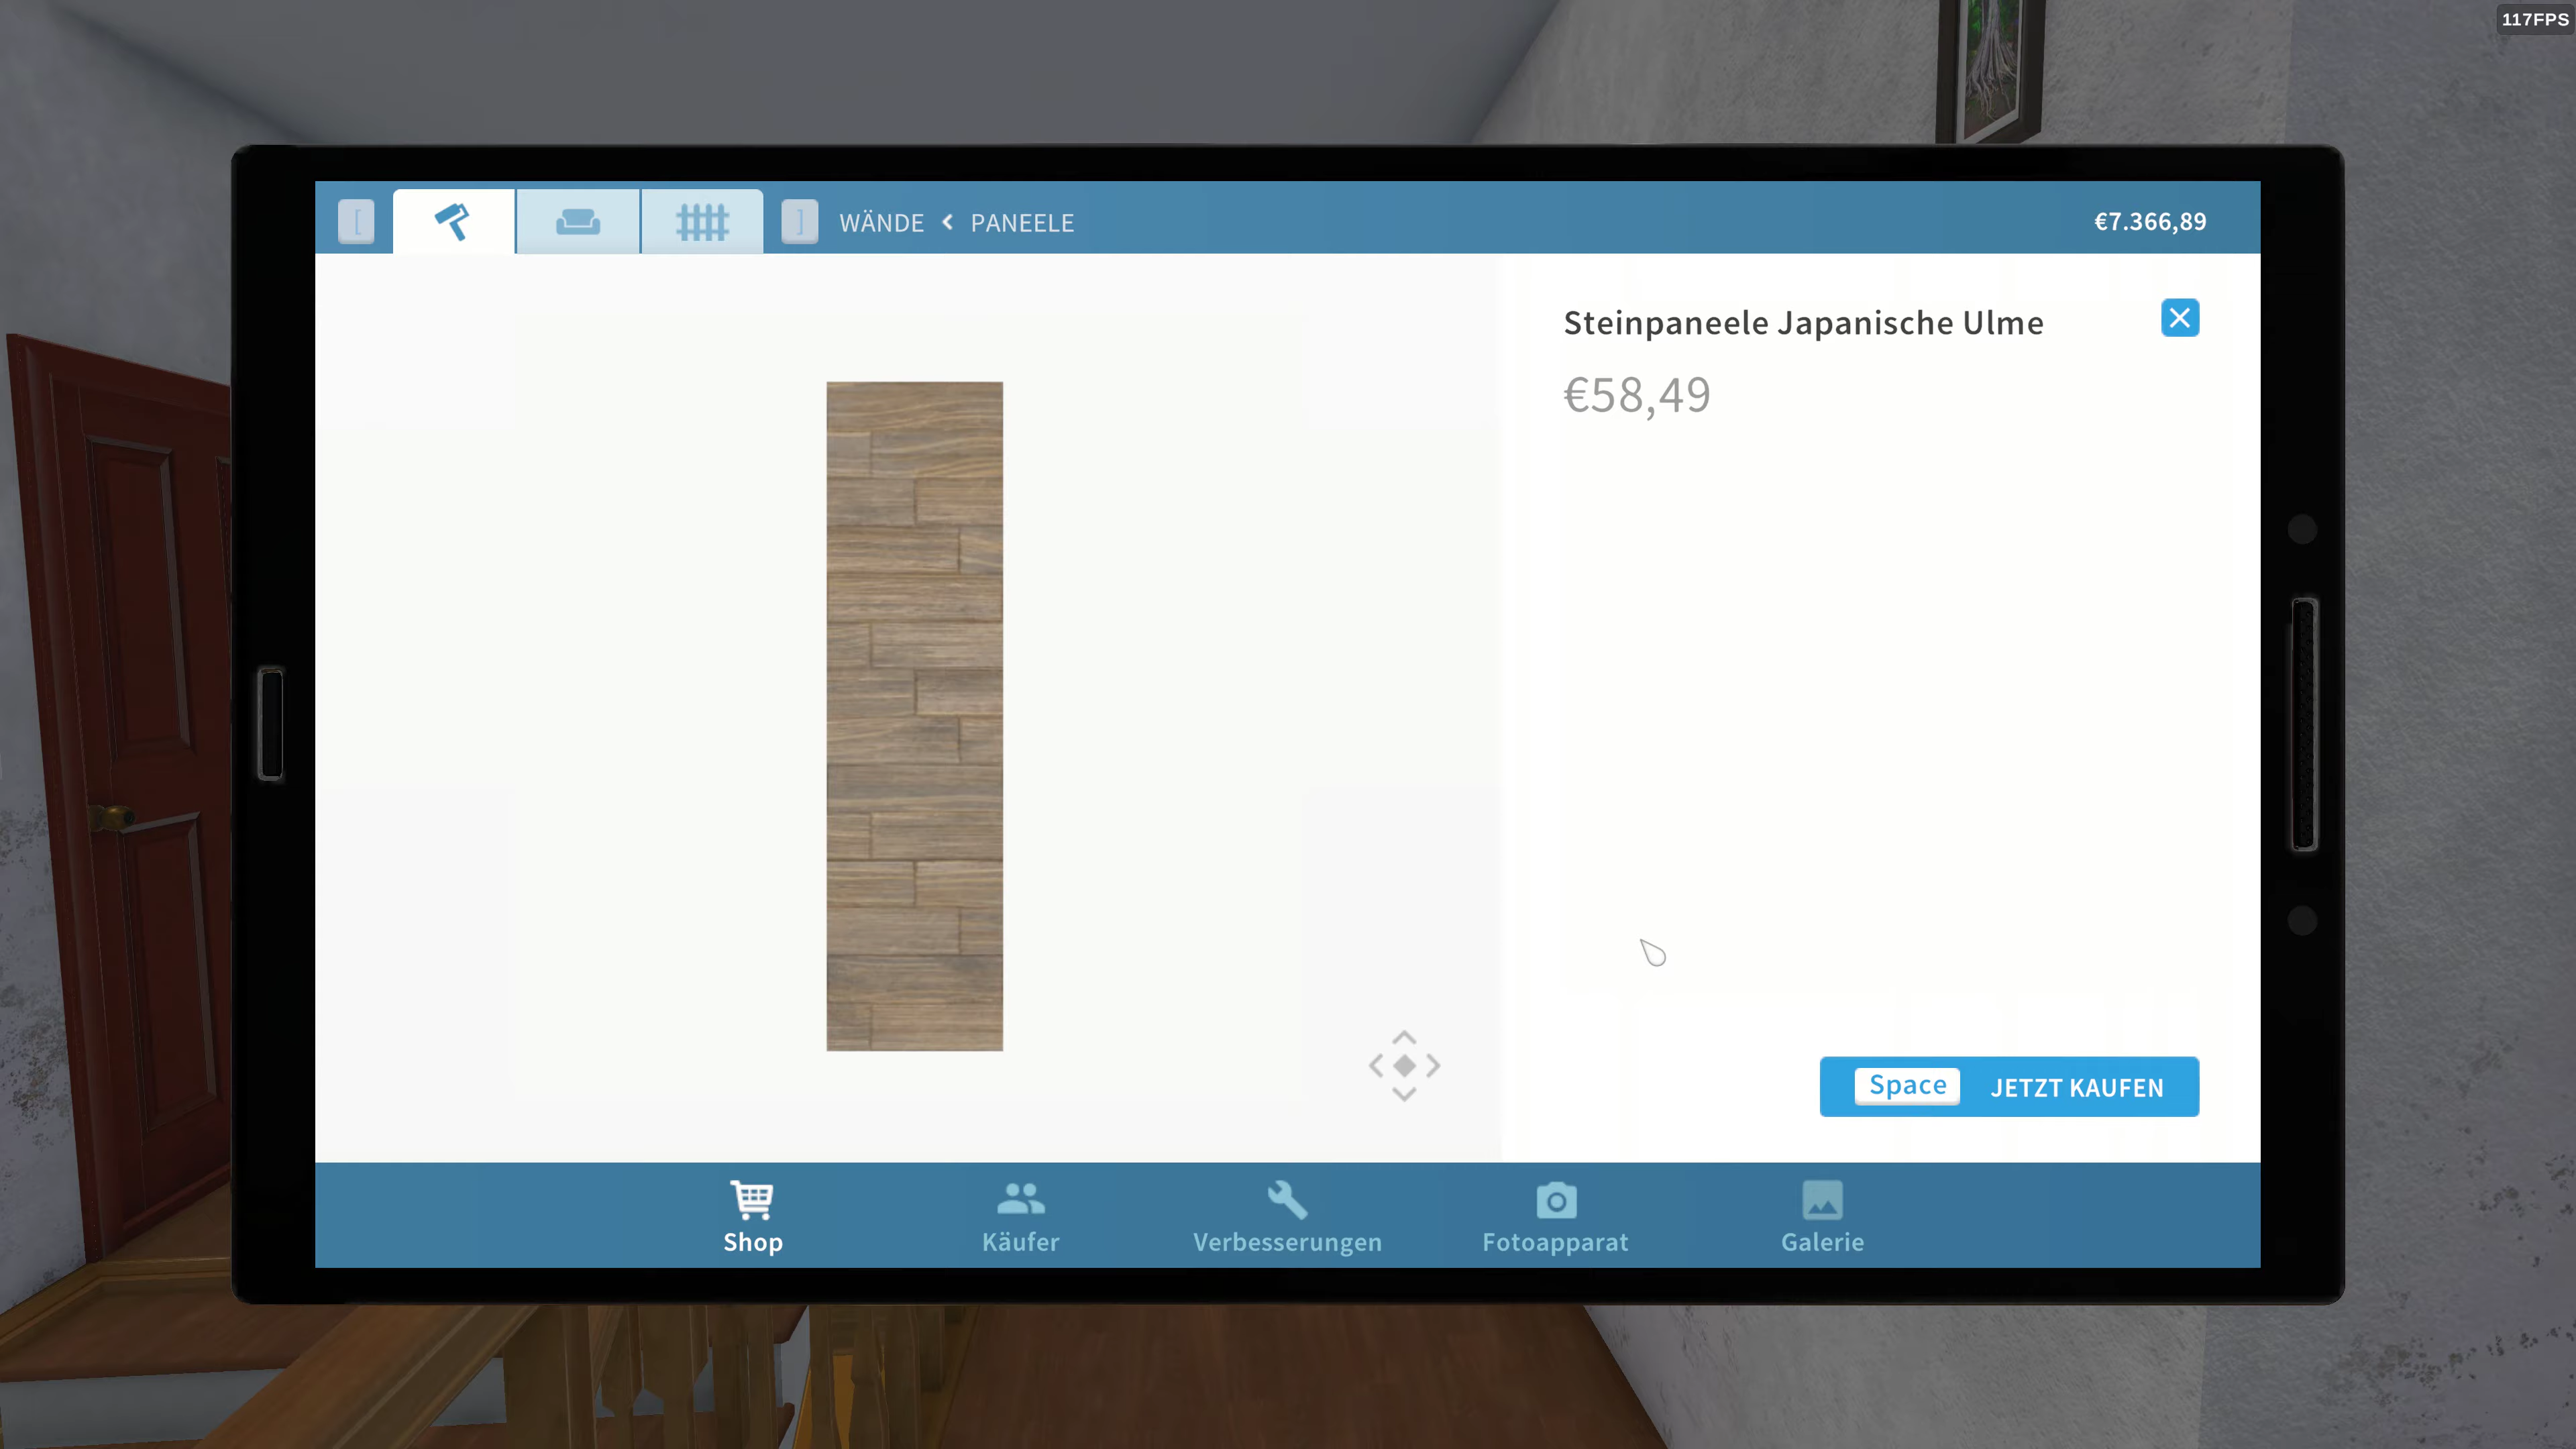 117FPS
[
]
WÄNDE < PANEELE
€7.366,89
Steinpaneele Japanische Ulme
€58,49
Space JETZT KAUFEN
Shop
Käufer
Verbesserungen
Fotoapparat
Galerie